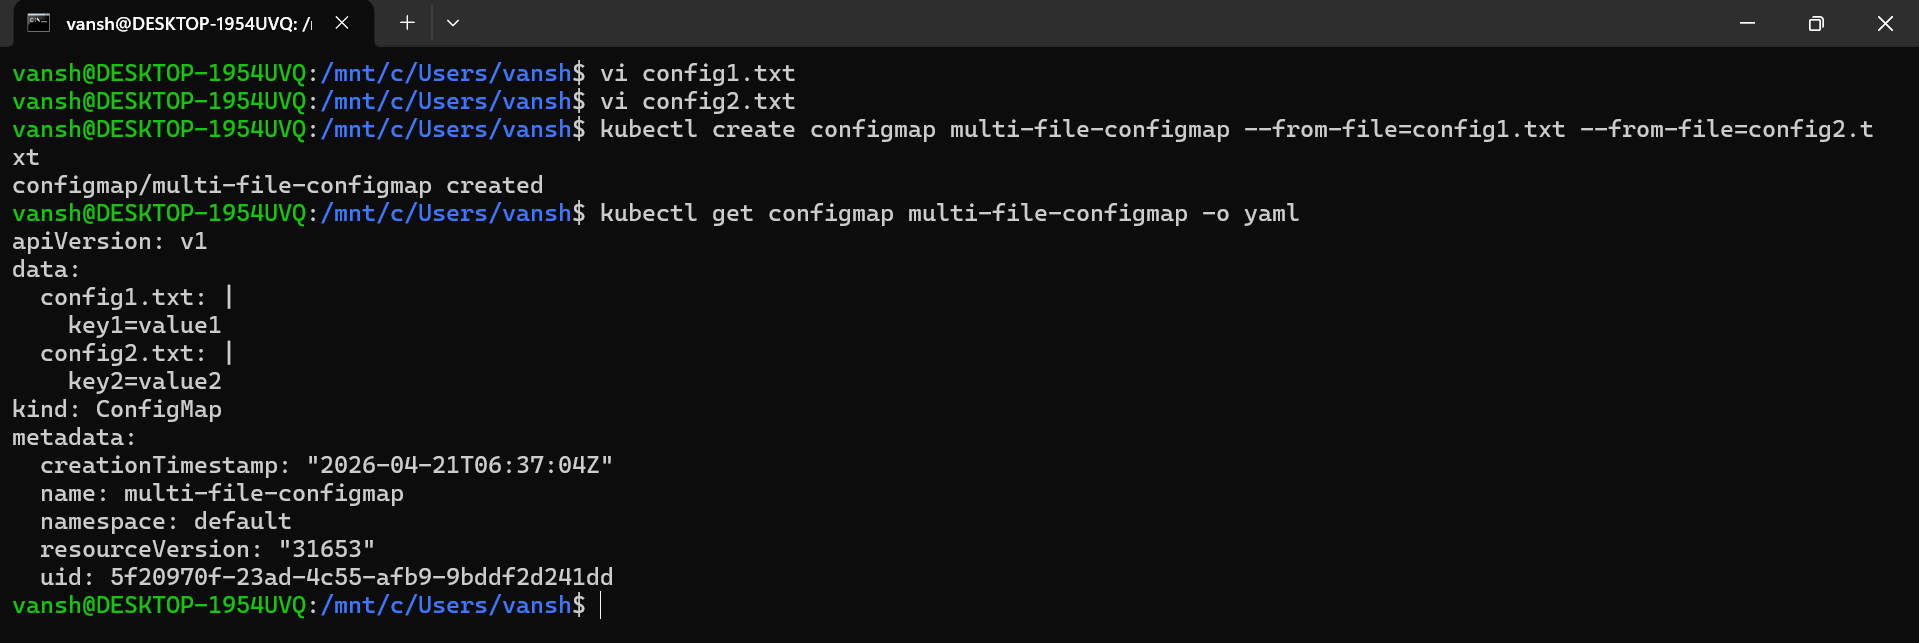 vansh@DESKTOP-1954UVQ: /
vansh@DESKTOP-1954UVQ:/mnt/c/Users/vansh$ vi config1.txt
vansh@DESKTOP-1954UVQ:/mnt/c/Users/vansh$ vi config2.txt
vansh@DESKTOP-1954UVQ:/mnt/c/Users/vansh$ kubectl create configmap multi-file-configmap --from-file=config1.txt --from-file=config2.t
xt
configmap/multi-file-configmap created
vansh@DESKTOP-1954UVQ:/mnt/c/Users/vansh$ kubectl get configmap multi-file-configmap -o yaml
apiVersion: v1
data:
  config1.txt: |
    key1=value1
  config2.txt: |
    key2=value2
kind: ConfigMap
metadata:
  creationTimestamp: "2026-04-21T06:37:04Z"
  name: multi-file-configmap
  namespace: default
  resourceVersion: "31653"
  uid: 5f20970f-23ad-4c55-afb9-9bddf2d241dd
vansh@DESKTOP-1954UVQ:/mnt/c/Users/vansh$